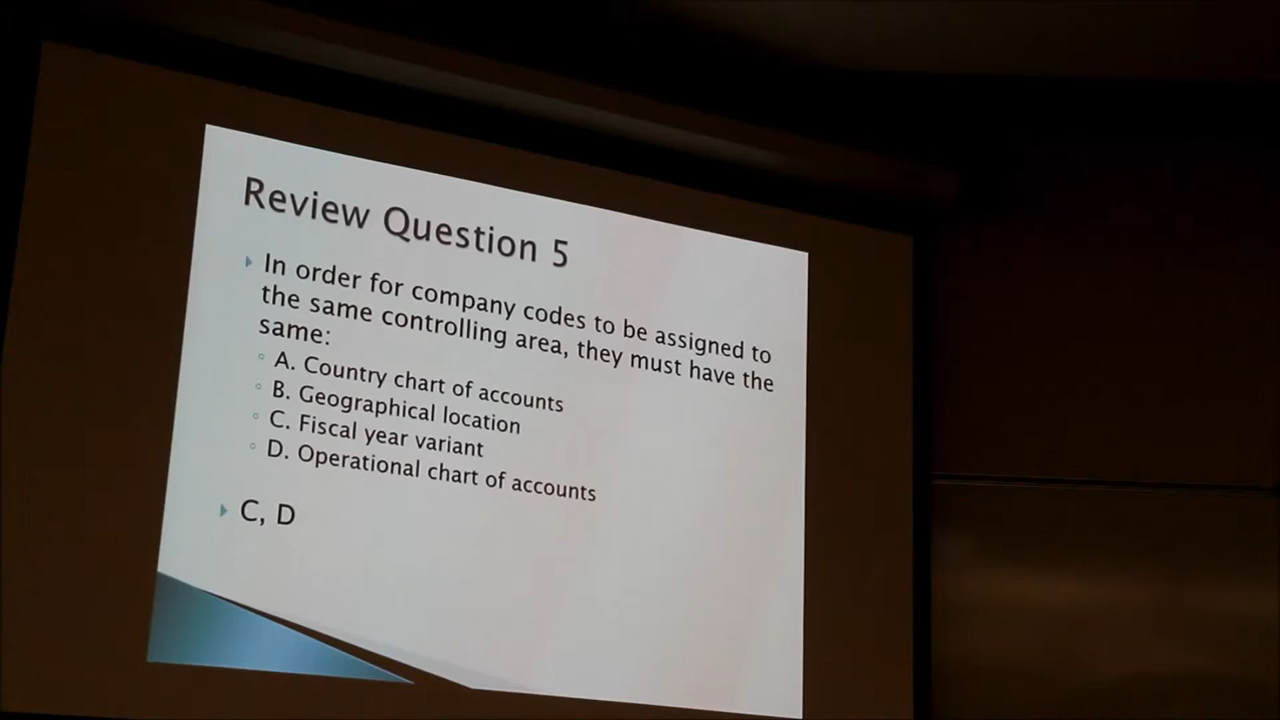 Review Question 5
In order for company codes to be assigned to
the same controlling area, they must have the
same:
A. Country chart of accounts
B. Geographical location
C. Fiscal year variant
D. Operational chart of accounts
C, D